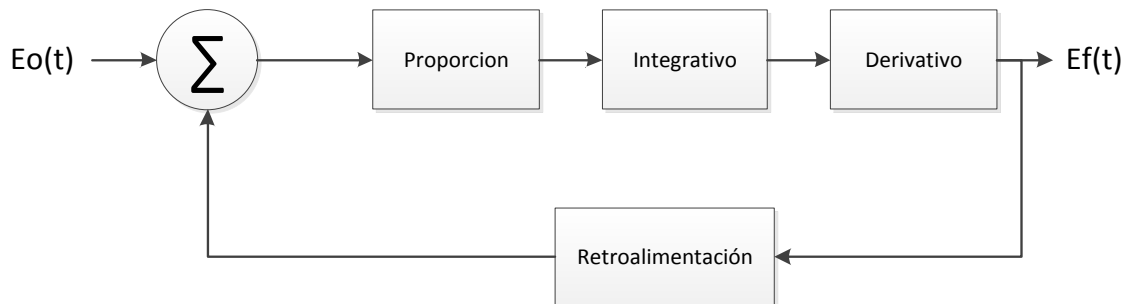 Eo(t)
∑
Proporcion
Integrativo
Derivativo
Ef(t)
Retroalimentación